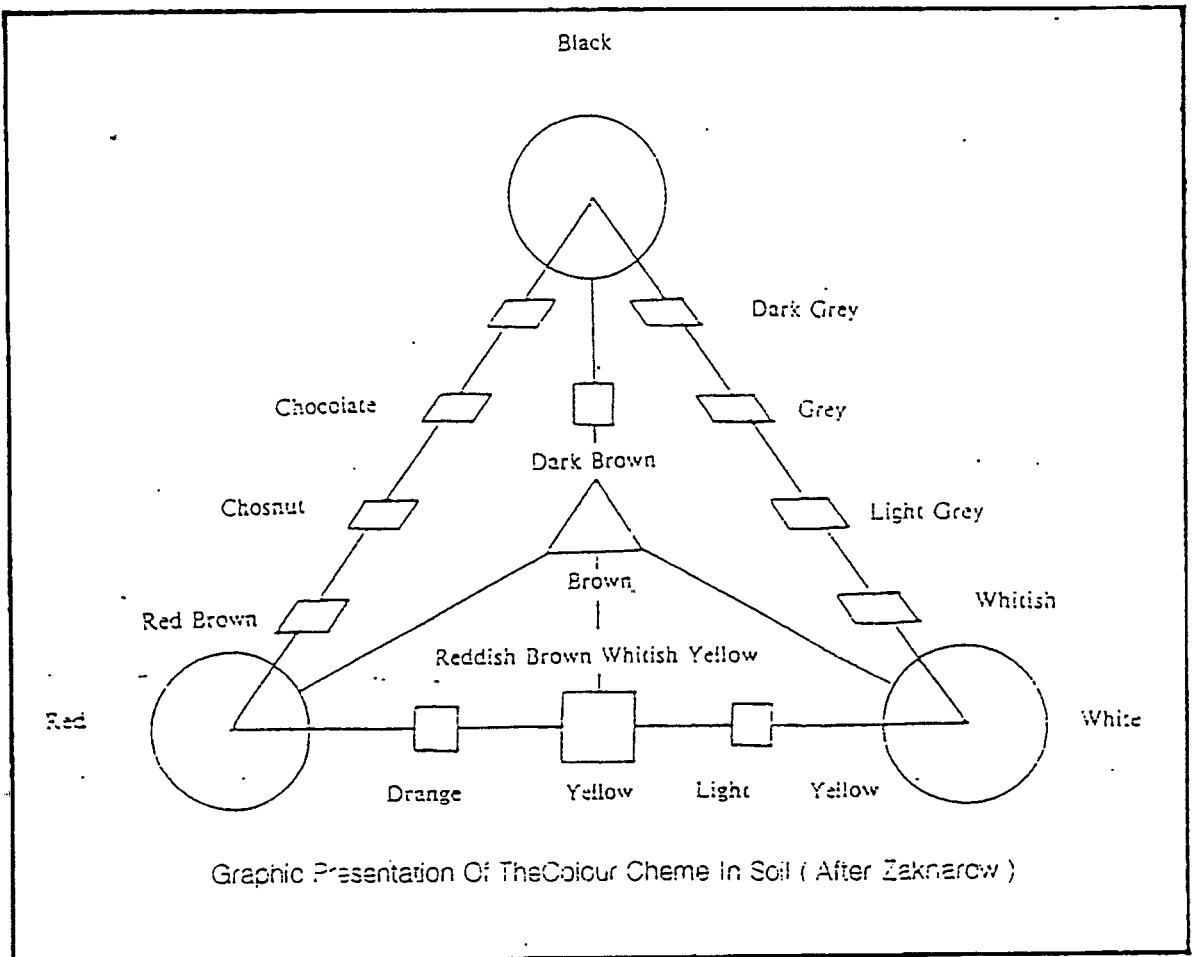 Black
Dark Grey
Chocolate
Grey
Dark Brown
Chosnut
Light Grey
Brown
Whitish
Red Brown
Reddish Brown Whitish Yellow
Red
White
Drange
Yellow
Light
Yellow
Graphic Presentation Of TheColour Cheme In Soil ( After Zaknarow )